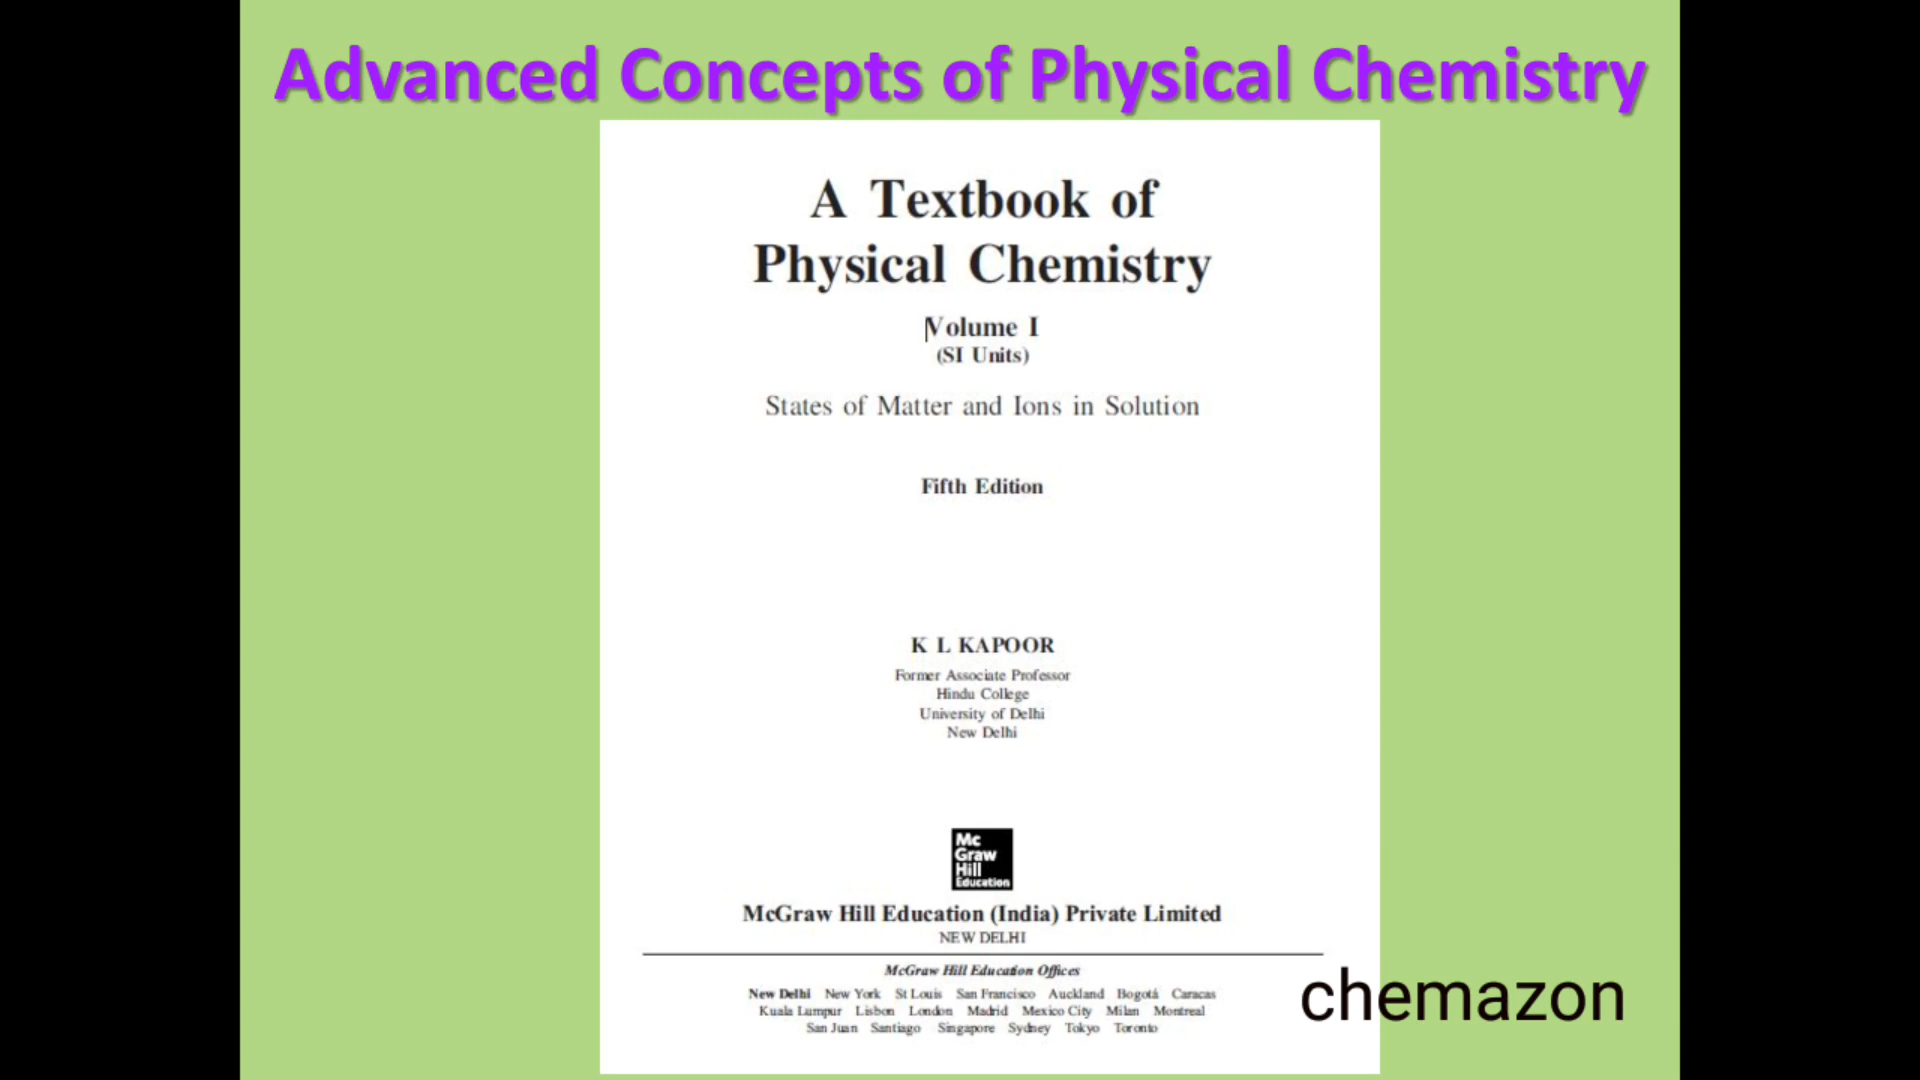 Advanced Concepts of Physical Chemistry
A Textbook of
Physical Chemistry
Volume I
(SI Units)
States of Matter and Ions in Solution
Fifth Edition
K L KAPOOR
Former Associate Professor
Hindu College
University of Delhi
New Delhi
Mc
Graw
Hill
Education
McGraw Hill Education (India) Private Limited
NEW DELHI
McGraw Hill Education Offices
New Delhi New York St Louis San Francisco Auckland Bogotá Caracas
Kuala Lumpur Lisbon London Madrid Mexico City Milan Montreal
San Juan Santiago Singapore Sydney Tokyo Toronto
chemazon